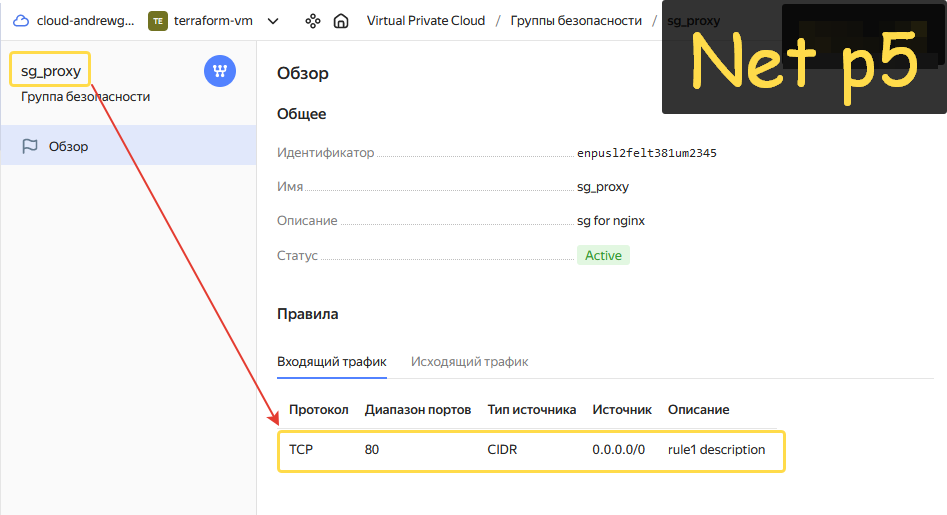 cloud-andrewg... TE terraform-vm Virtual Private Cloud / Группы безопасности / sg_proxy
Net p5
sg_proxy
Группа безопасности
Обзор
Обзор
Общее
Идентификатор enpusl2felt381um2345
Имя sg_proxy
Описание sg for nginx
Статус Active
Правила
Входящий трафик Исходящий трафик
Протокол Диапазон портов Тип источника Источник Описание
TCP 80 CIDR 0.0.0.0/0 rule1 description